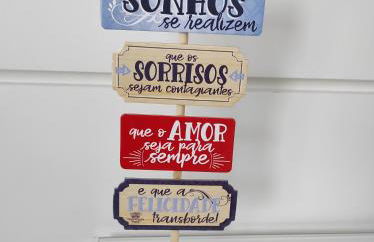 SONHOS
se realizem
que os
SORRISOS
sejam contagiantes
que o AMOR
seja para
sempre
e que a
FELICIDADE
transborde!